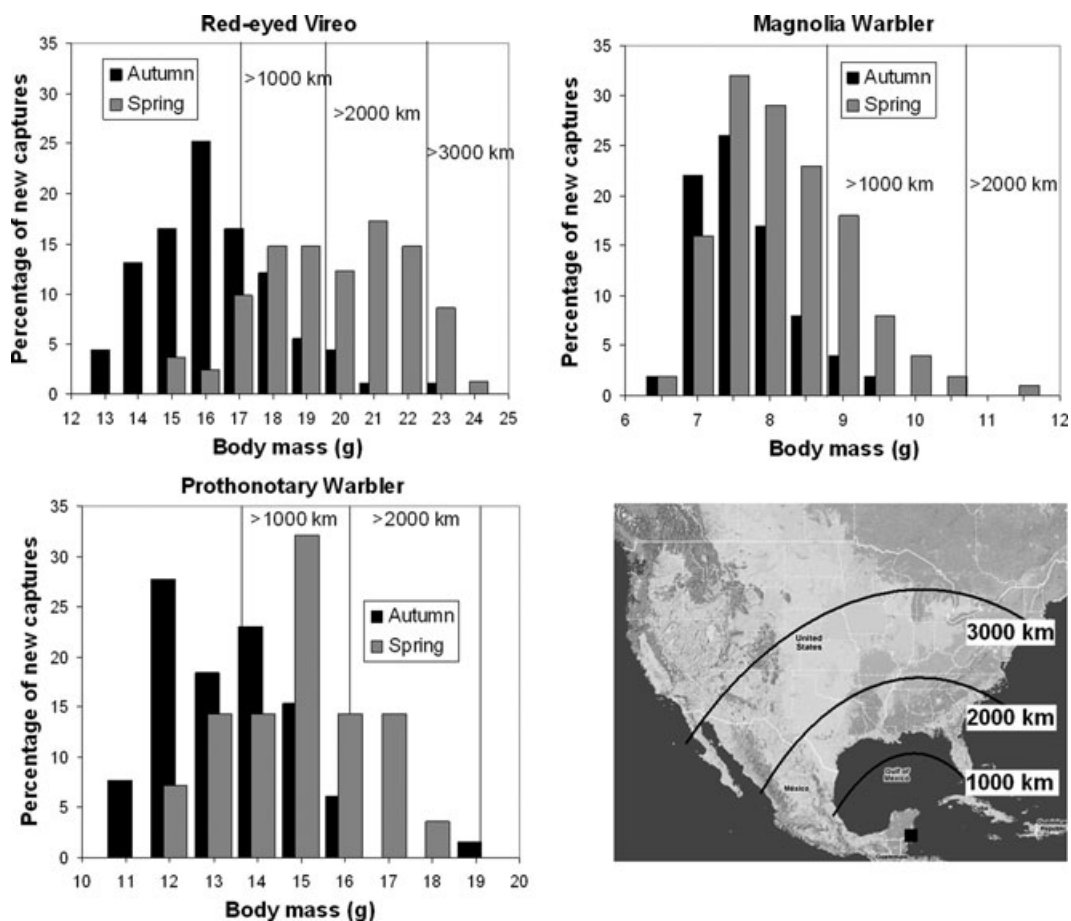 Red-eyed Vireo
Percentage of new captures
35
30
25
20
15
10
5
0
Autumn
Spring
>1000 km
>2000 km
>3000 km
12 13 14 15 16 17 18 19 20 21 22 23 24 25
Body mass (g)
Magnolia Warbler
Percentage of new captures
35
30
25
20
15
10
5
0
Autumn
Spring
>1000 km
>2000 km
6 7 8 9 10 11 12
Body mass (g)
Prothonotary Warbler
Percentage of new captures
35
30
25
20
15
10
5
0
>1000 km
>2000 km
Autumn
Spring
10 11 12 13 14 15 16 17 18 19 20
Body mass (g)
United
States
3000 km
2000 km
Gulf of
Mexico
1000 km
México